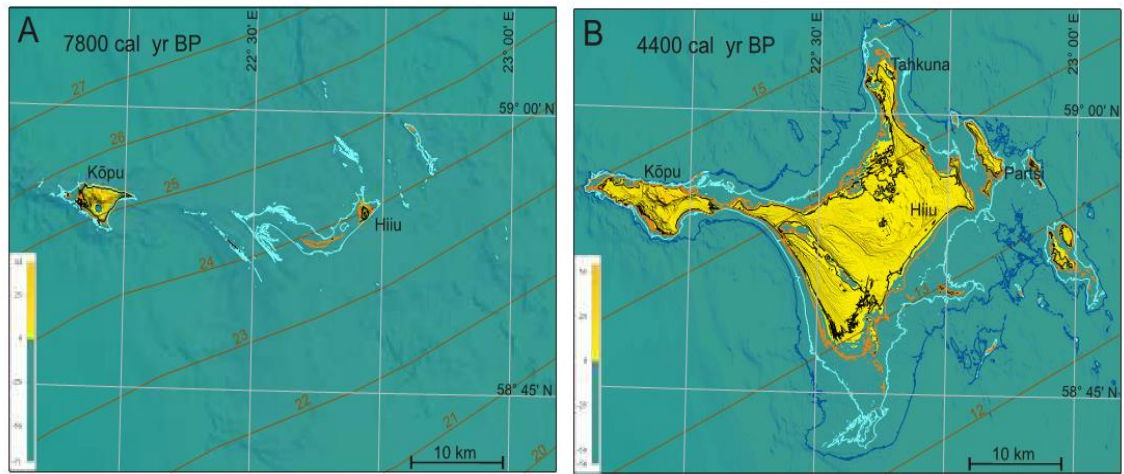 A
7800 cal yr BP
22° 30'
23° 00' E
27
26
59° 00' N
Kõpu
25
Hiiu
24
23
58° 45' N
22
21
20
10 km
B
4400 cal yr BP
22° 30'
23° 00' E
Tahkuna
15
59° 00' N
Kõpu
Partsi
Hiiu
13
58° 45' N
12
10 km